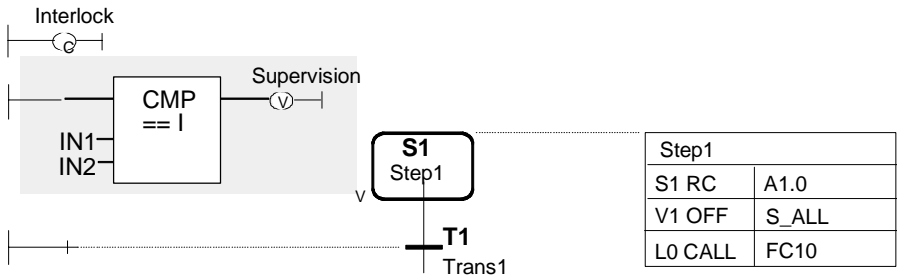 Interlock
C
Supervision
CMP
== I
V
IN1
IN2
S1
Step1
V
T1
Trans1
Step1
S1 RC A1.0
V1 OFF S_ALL
L0 CALL FC10